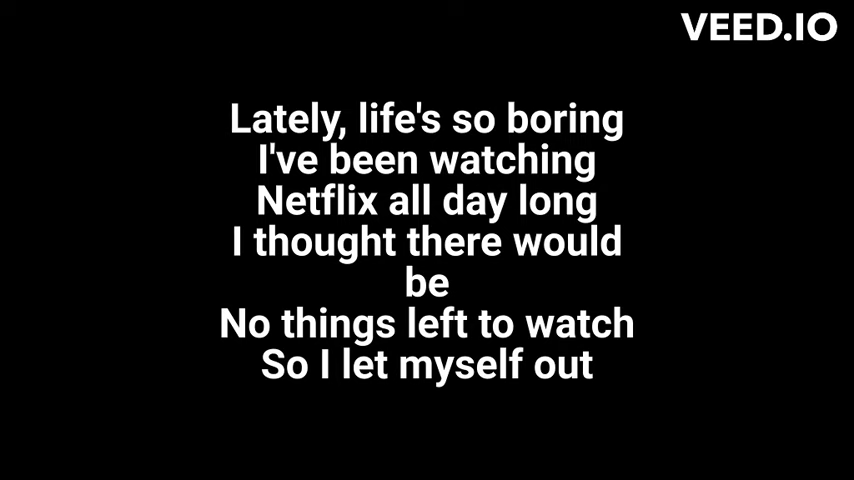 VEED.IO
Lately, life's so boring
I've been watching
Netflix all day long
I thought there would
be
No things left to watch
So I let myself out